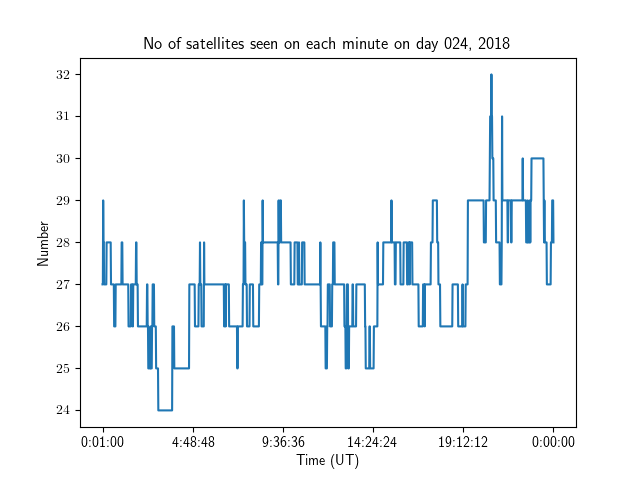 No of satellites seen on each minute on day 024, 2018
32
31
30
29
28
27
26
25
24
Number
0:01:00 4:48:48 9:36:36 14:24:24 19:12:12 0:00:00
Time (UT)